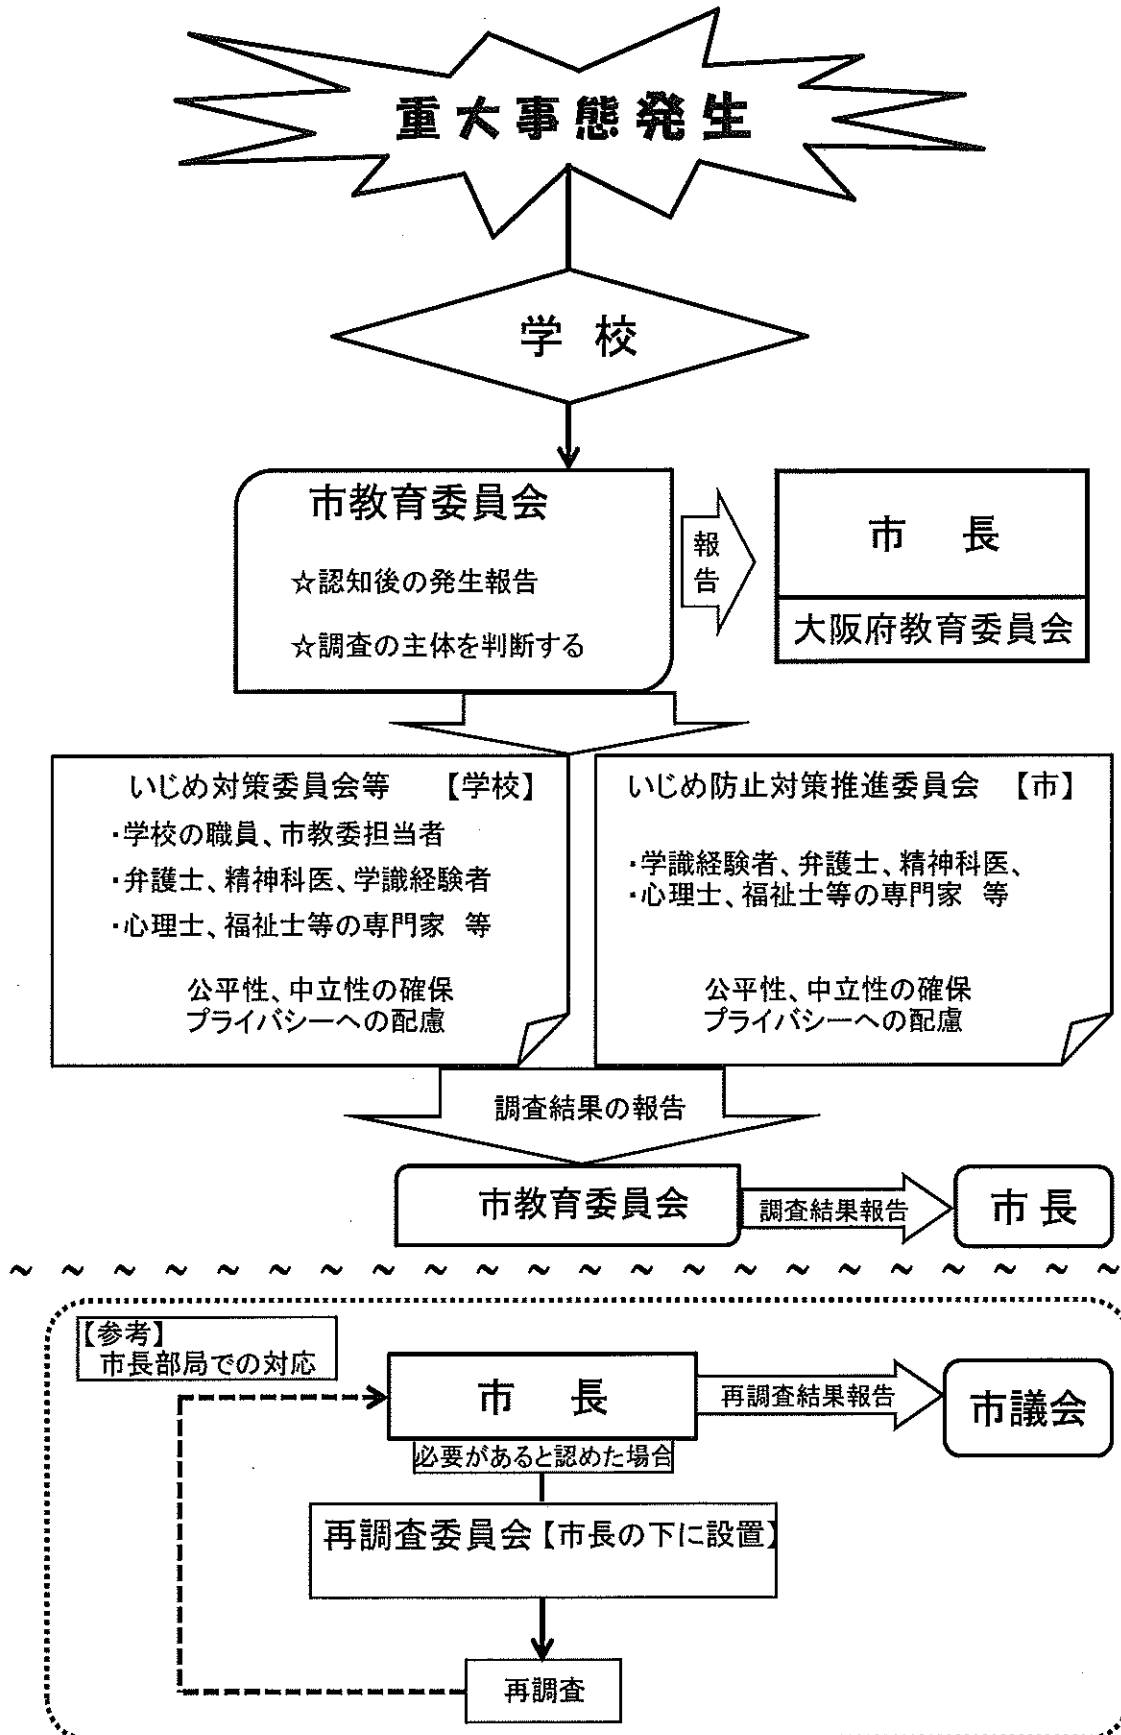 重大事態発生
学校
市教育委員会
☆認知後の発生報告
☆調査の主体を判断する
報
告
市 長
大阪府教育委員会
いじめ対策委員会等 【学校】
・学校の職員、市教委担当者
・弁護士、精神科医、学識経験者
・心理士、福祉士等の専門家 等
公平性、中立性の確保
プライバシーへの配慮
いじめ防止対策推進委員会 【市】
・学識経験者、弁護士、精神科医、
・心理士、福祉士等の専門家 等
公平性、中立性の確保
プライバシーへの配慮
調査結果の報告
市教育委員会
調査結果報告
市長
~ ~ ~ ~ ~ ~ ~ ~ ~ ~ ~ ~ ~ ~ ~ ~ ~ ~ ~ ~ ~ ~
【参考】
市長部局での対応
市 長
再調査結果報告
市議会
必要があると認めた場合
再調査委員会【市長の下に設置】
再調査